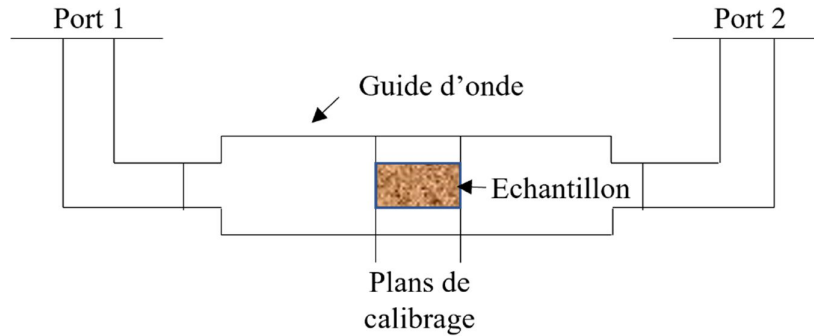 Port 1
Port 2
Guide d’onde
Echantillon
Plans de
calibrage